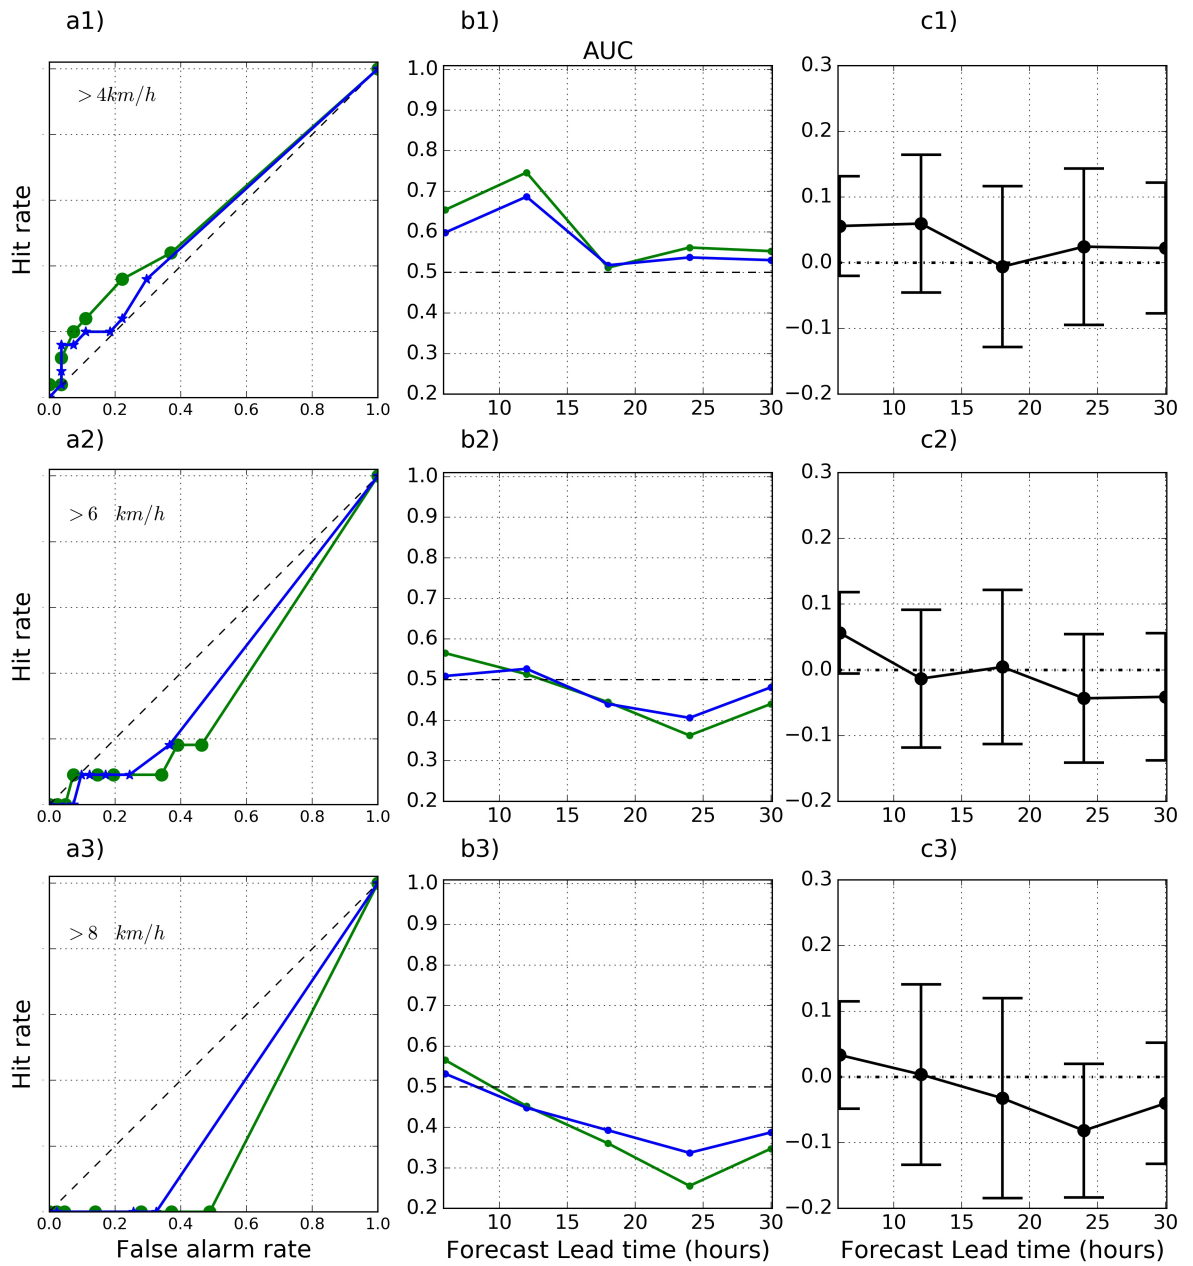 a1)
b1)
c1)
AUC
> 4km/h
Hit rate
0.0 0.2 0.4 0.6 0.8 1.0
1.0
0.9
0.8
0.7
0.6
0.5
0.4
0.3
0.2
10 15 20 25 30
0.3
0.2
0.1
0.0
−0.1
−0.2
10 15 20 25 30
a2)
b2)
c2)
> 6 km/h
Hit rate
0.0 0.2 0.4 0.6 0.8 1.0
1.0
0.9
0.8
0.7
0.6
0.5
0.4
0.3
0.2
10 15 20 25 30
0.3
0.2
0.1
0.0
−0.1
−0.2
10 15 20 25 30
a3)
b3)
c3)
> 8 km/h
Hit rate
0.0 0.2 0.4 0.6 0.8 1.0
False alarm rate
1.0
0.9
0.8
0.7
0.6
0.5
0.4
0.3
0.2
10 15 20 25 30
Forecast Lead time (hours)
0.3
0.2
0.1
0.0
−0.1
−0.2
10 15 20 25 30
Forecast Lead time (hours)